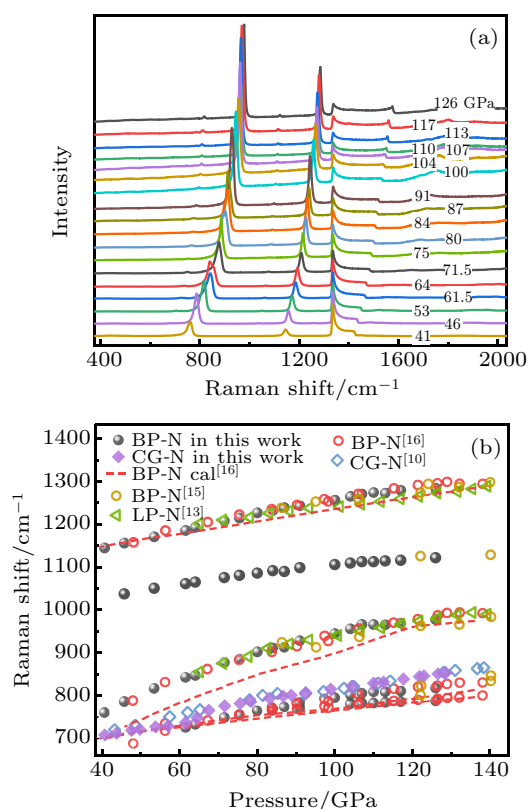 (a)
126 GPa
117
113
110
107
104
100
91
87
84
80
75
71.5
64
61.5
53
46
41
Intensity
400 800 1200 1600 2000
Raman shift/cm⁻¹
(b)
BP-N in this work
CG-N in this work
BP-N cal[16]
BP-N[15]
LP-N[13]
BP-N[16]
CG-N[10]
1400
1300
1200
1100
1000
900
800
700
Raman shift/cm⁻¹
40 60 80 100 120 140
Pressure/GPa